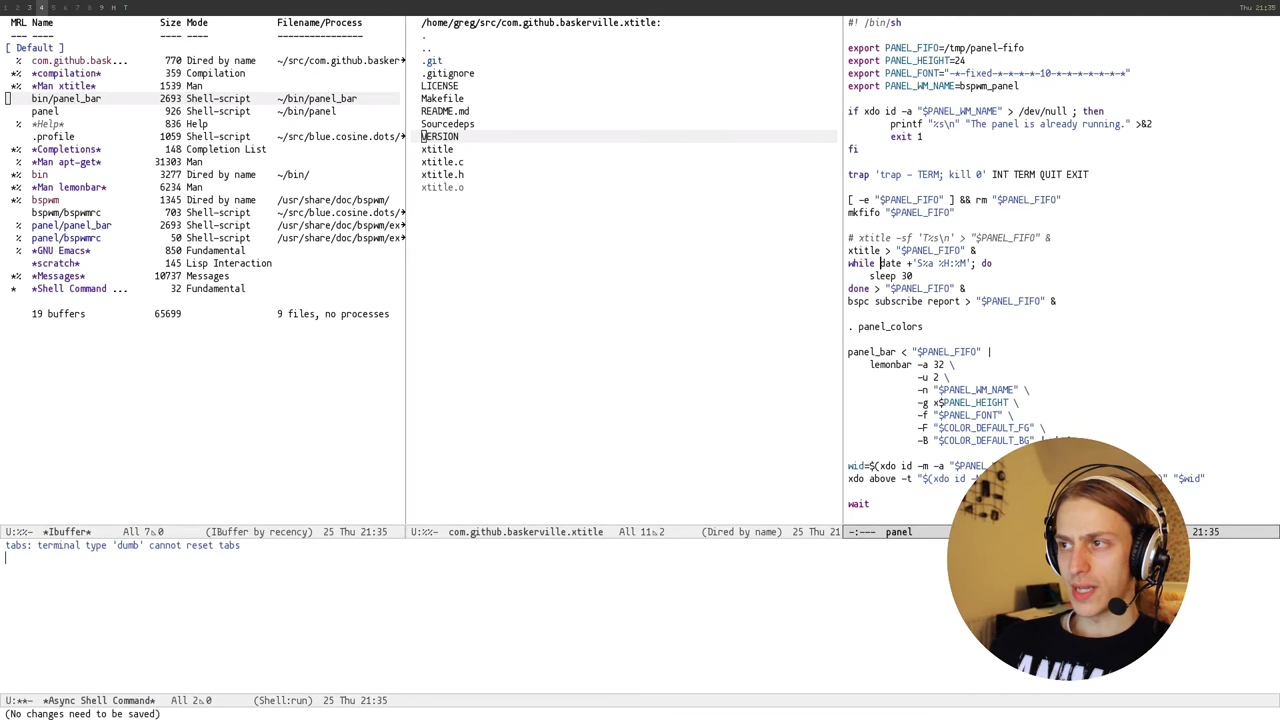 1 2 3 4 5 6 7 8 9 H T
Thu 21:35
MRL Name Size Mode Filename/Process
--- ---- ---- ---- ----------------
[ Default ]
% com.github.bask... 770 Dired by name ~/src/com.github.basker
*% *compilation* 359 Compilation
*% *Man xtitle* 1539 Man
bin/panel_bar 2693 Shell-script ~/bin/panel_bar
panel 926 Shell-script ~/bin/panel
% *Help* 836 Help
.profile 1059 Shell-script ~/src/blue.cosine.dots/
*% *Completions* 148 Completion List
*% *Man apt-get* 31303 Man
% bin 3277 Dired by name ~/bin/
*% *Man lemonbar* 6234 Man
% bspwm 1345 Dired by name /usr/share/doc/bspwm/
bspwm/bspwmrc 703 Shell-script ~/src/blue.cosine.dots/
% panel/panel_bar 2693 Shell-script /usr/share/doc/bspwm/ex
% panel/bspwmrc 50 Shell-script /usr/share/doc/bspwm/ex
% *GNU Emacs* 850 Fundamental
*scratch* 145 Lisp Interaction
*% *Messages* 10737 Messages
* *Shell Command ... 32 Fundamental
19 buffers 65699 9 files, no processes
U:%%- *Ibuffer* All 7 0 (IBuffer by recency) 25 Thu 21:35
/home/greg/src/com.github.baskerville.xtitle:
.
..
.git
.gitignore
LICENSE
Makefile
README.md
Sourcedeps
VERSION
xtitle
xtitle.c
xtitle.h
xtitle.o
U:%%- com.github.baskerville.xtitle All 11 2 (Dired by name) 25 Thu 21
#! /bin/sh
export PANEL_FIFO=/tmp/panel-fifo
export PANEL_HEIGHT=24
export PANEL_FONT="-*-fixed-*-*-*-*-10-*-*-*-*-*-*-*"
export PANEL_WM_NAME=bspwm_panel
if xdo id -a "$PANEL_WM_NAME" > /dev/null ; then
printf "%s\n" "The panel is already running." >&2
exit 1
fi
trap 'trap - TERM; kill 0' INT TERM QUIT EXIT
[ -e "$PANEL_FIFO" ] && rm "$PANEL_FIFO"
mkfifo "$PANEL_FIFO"
# xtitle -sf 'T%s\n' > "$PANEL_FIFO" &
xtitle > "$PANEL_FIFO" &
while date +'S%a %H:%M'; do
sleep 30
done > "$PANEL_FIFO" &
bspc subscribe report > "$PANEL_FIFO" &
. panel_colors
panel_bar < "$PANEL_FIFO" |
lemonbar -a 32 \
-u 2 \
-n "$PANEL_WM_NAME" \
-g x$PANEL_HEIGHT \
-f "$PANEL_FONT" \
-F "$COLOR_DEFAULT_FG" \
-B "$COLOR_DEFAULT_BG"
wid=$(xdo id -m -a "$PANEL_
xdo above -t "$(xdo id "$wid"
wait
-:--- panel 21:35
tabs: terminal type 'dumb' cannot reset tabs
U:**- *Async Shell Command* All 2 0 (Shell:run) 25 Thu 21:35
(No changes need to be saved)